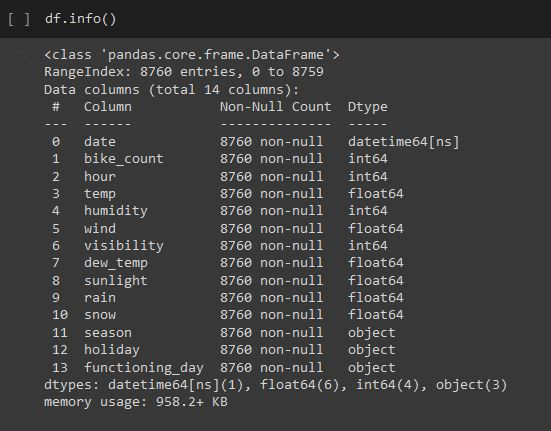 [ ] df.info()
<class 'pandas.core.frame.DataFrame'>
RangeIndex: 8760 entries, 0 to 8759
Data columns (total 14 columns):
 #   Column           Non-Null Count  Dtype
---  ------           --------------  -----
 0   date             8760 non-null   datetime64[ns]
 1   bike_count       8760 non-null   int64
 2   hour             8760 non-null   int64
 3   temp             8760 non-null   float64
 4   humidity         8760 non-null   int64
 5   wind             8760 non-null   float64
 6   visibility       8760 non-null   int64
 7   dew_temp         8760 non-null   float64
 8   sunlight         8760 non-null   float64
 9   rain             8760 non-null   float64
 10  snow             8760 non-null   float64
 11  season           8760 non-null   object
 12  holiday          8760 non-null   object
 13  functioning_day  8760 non-null   object
dtypes: datetime64[ns](1), float64(6), int64(4), object(3)
memory usage: 958.2+ KB